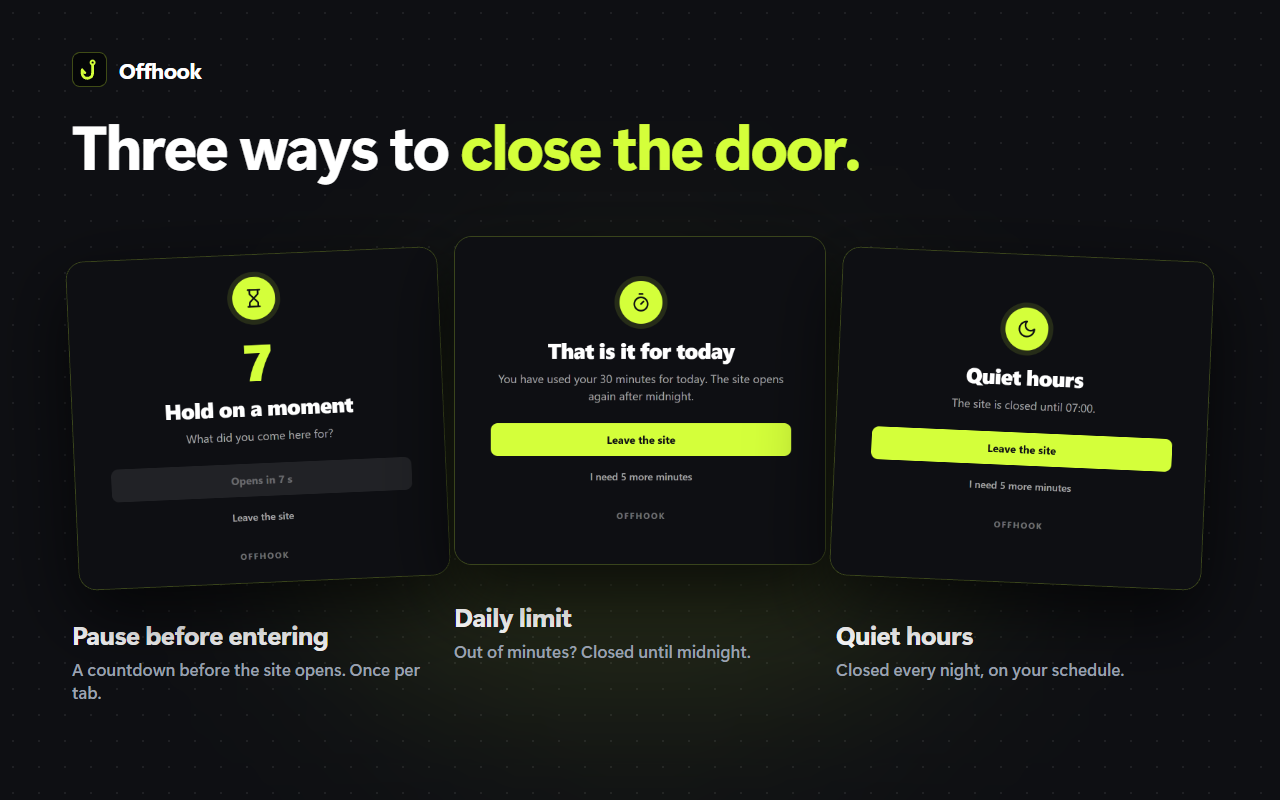 Offhook
Three ways to close the door.
7
Hold on a moment
What did you come here for?
Opens in 7 s
Leave the site
OFFHOOK
That is it for today
You have used your 30 minutes for today. The site opens
again after midnight.
Leave the site
I need 5 more minutes
OFFHOOK
Quiet hours
The site is closed until 07:00.
Leave the site
I need 5 more minutes
OFFHOOK
Pause before entering
A countdown before the site opens. Once per
tab.
Daily limit
Out of minutes? Closed until midnight.
Quiet hours
Closed every night, on your schedule.